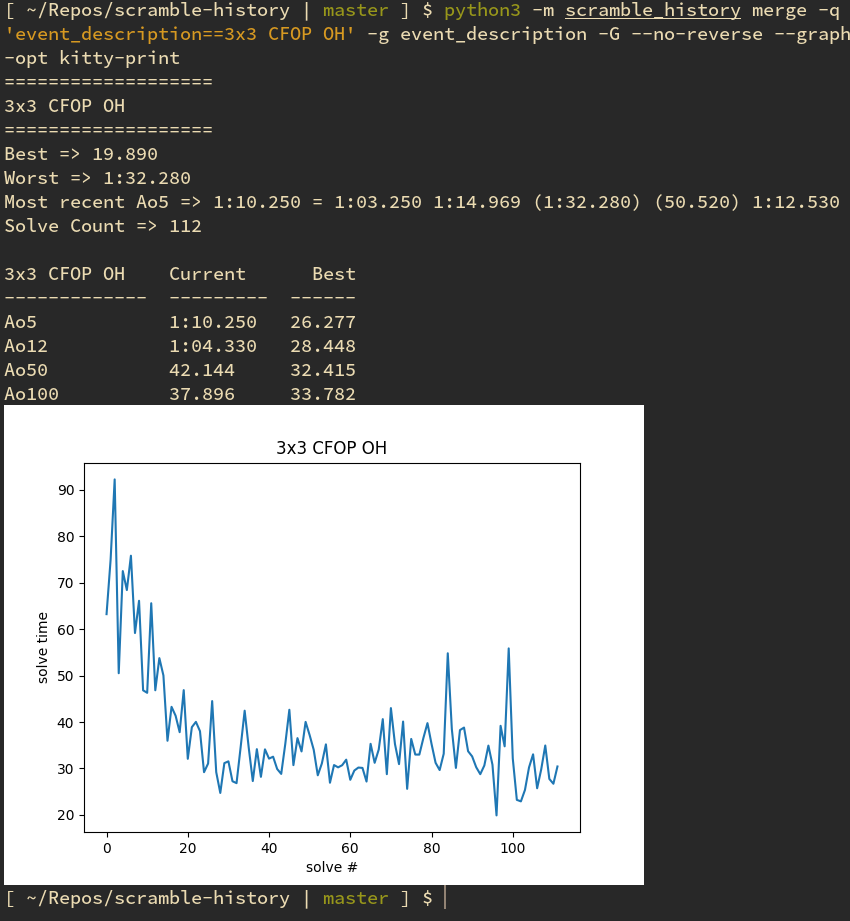 [ ~/Repos/scramble-history | master ] $ python3 -m scramble_history merge -q
'event_description==3x3 CFOP OH' -g event_description -G --no-reverse --graph
-opt kitty-print
===================
3x3 CFOP OH
===================
Best => 19.890
Worst => 1:32.280
Most recent Ao5 => 1:10.250 = 1:03.250 1:14.969 (1:32.280) (50.520) 1:12.530
Solve Count => 112
3x3 CFOP OH Current Best
------------- --------- ------
Ao5 1:10.250 26.277
Ao12 1:04.330 28.448
Ao50 42.144 32.415
Ao100 37.896 33.782
3x3 CFOP OH
90
80
70
60
50
40
30
20
solve time
0 20 40 60 80 100
solve #
[ ~/Repos/scramble-history | master ] $